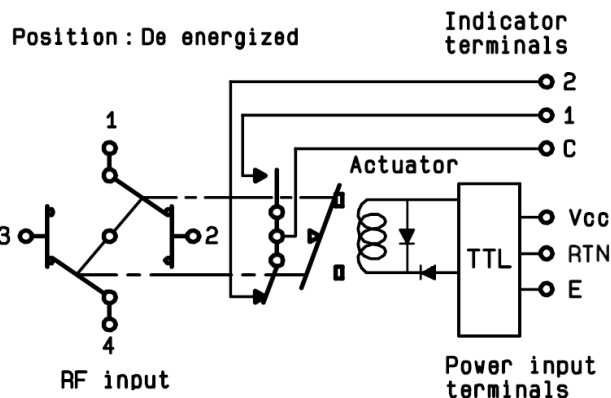 Position : De energized
Indicator
terminals
2
1
C
1
Actuator
3
2
4
TTL
Vcc
RTN
E
RF input
Power input
terminals